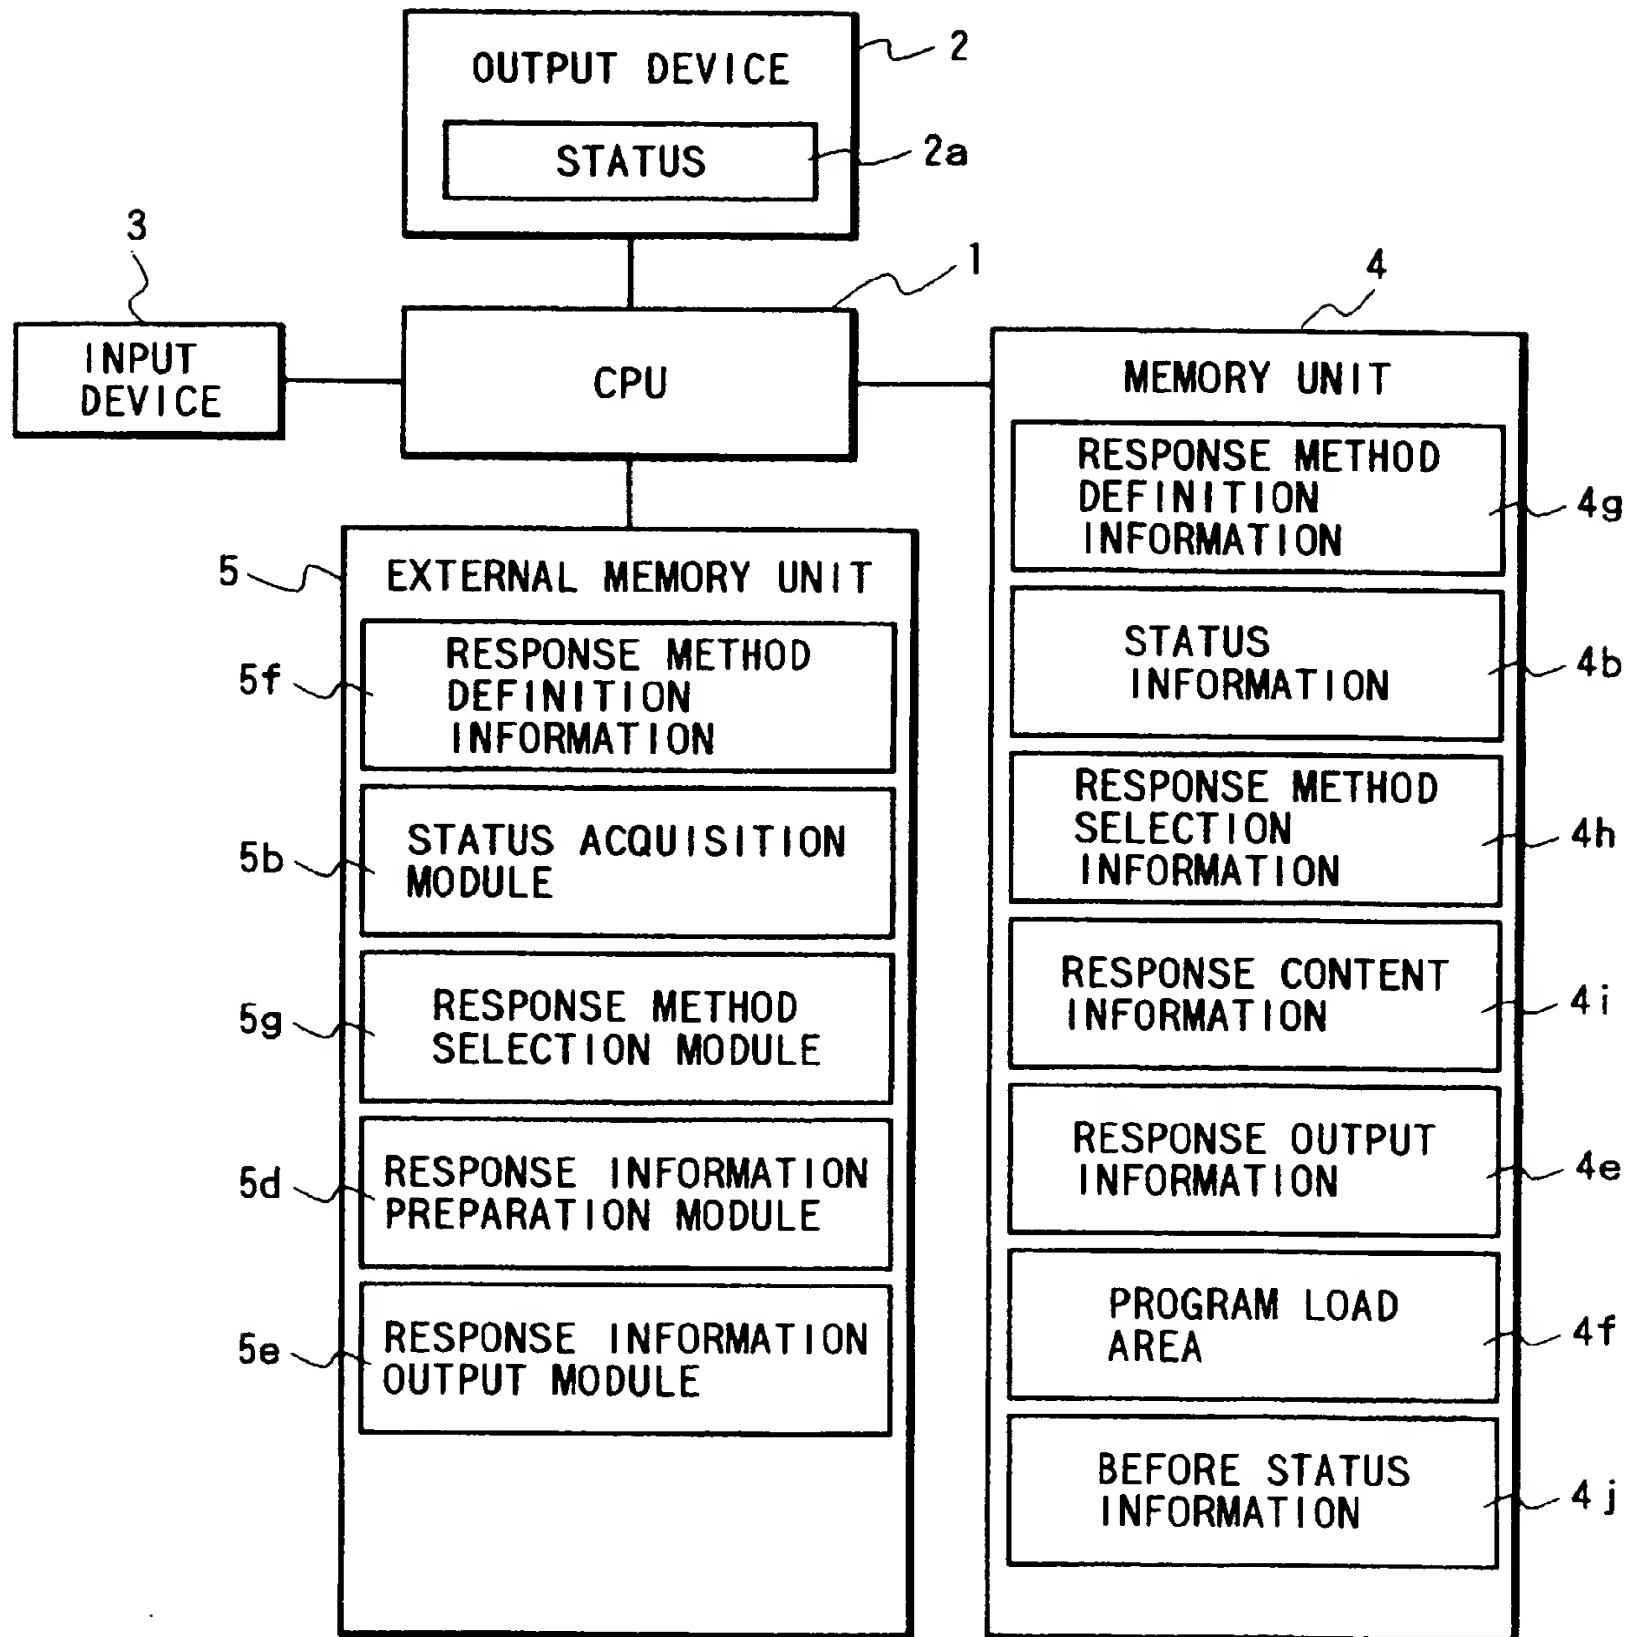 OUTPUT DEVICE
2
STATUS
2a
3
1
4
INPUT
DEVICE
CPU
MEMORY UNIT
RESPONSE METHOD
DEFINITION
INFORMATION
4g
STATUS
INFORMATION
4b
RESPONSE METHOD
SELECTION
INFORMATION
4h
RESPONSE CONTENT
INFORMATION
4i
RESPONSE OUTPUT
INFORMATION
4e
PROGRAM LOAD
AREA
4f
BEFORE STATUS
INFORMATION
4j
5
EXTERNAL MEMORY UNIT
5f
RESPONSE METHOD
DEFINITION
INFORMATION
5b
STATUS ACQUISITION
MODULE
5g
RESPONSE METHOD
SELECTION MODULE
5d
RESPONSE INFORMATION
PREPARATION MODULE
5e
RESPONSE INFORMATION
OUTPUT MODULE